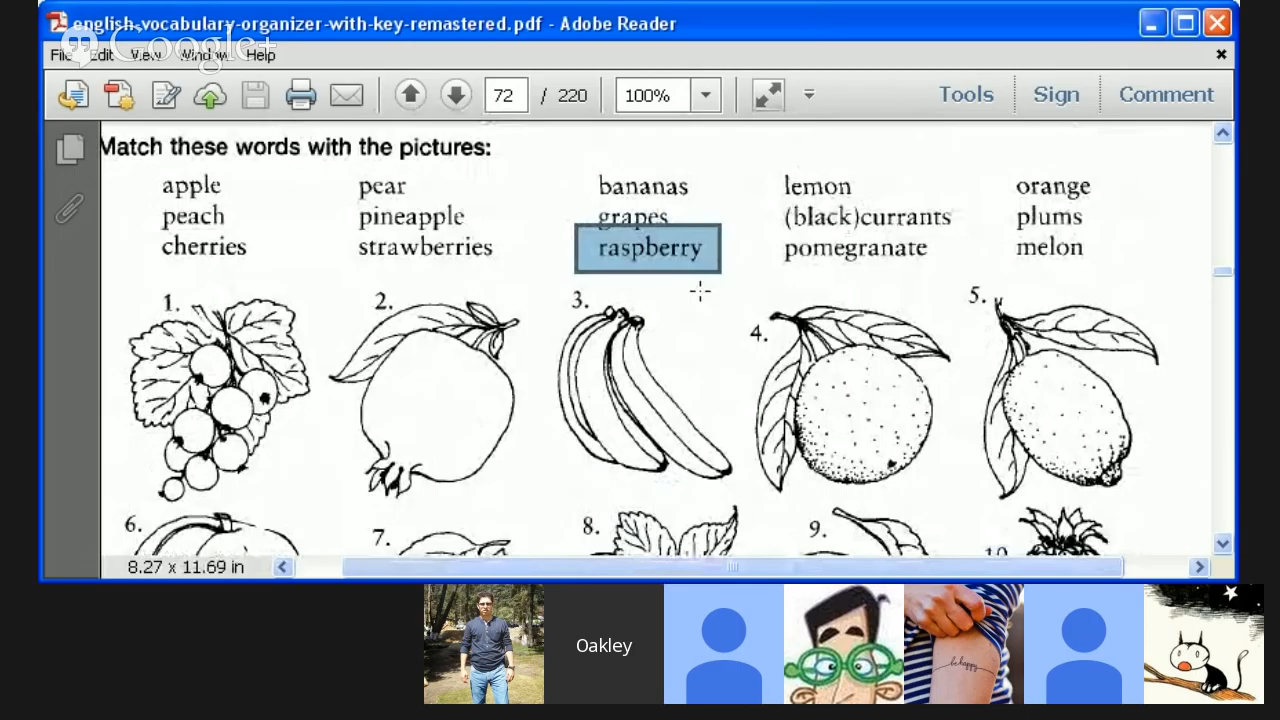 english-vocabulary-organizer-with-key-remastered.pdf - Adobe Reader
Google+
File Edit View Window Help
72 / 220 100% Tools Sign Comment
Match these words with the pictures:
apple pear bananas lemon orange
peach pineapple grapes (black)currants plums
cherries strawberries raspberry pomegranate melon
1. 2. 3. 4. 5.
6. 7. 8. 9. 10
8.27 x 11.69 in
Oakley
be happy